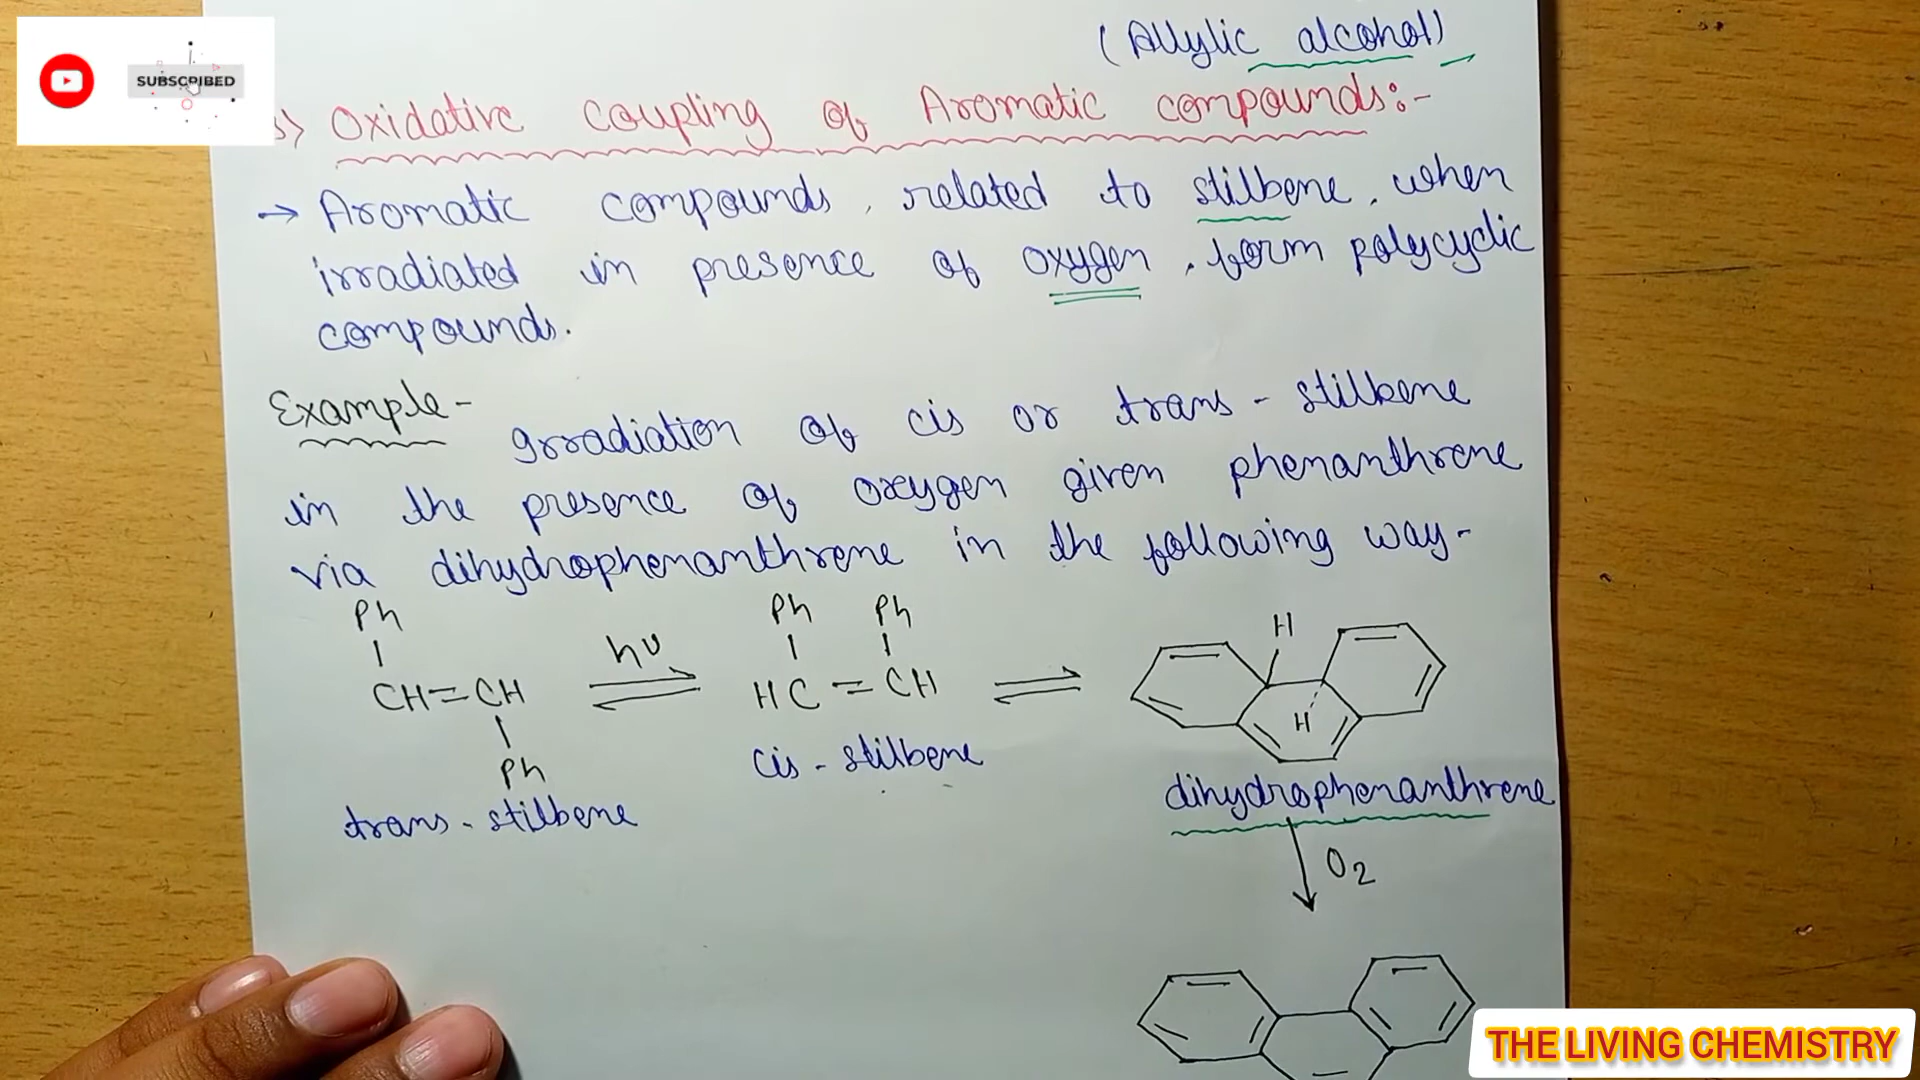 (Allylic alcohol)
SUBSCRIBED
3) Oxidative Coupling of Aromatic compounds:-
→ Aromatic compounds, related to stilbene, when
irradiated in presence of oxygen, form polycyclic
compounds.
Example-
Irradiation of cis or trans-stilbene
in the presence of oxygen given phenanthrene
via dihydrophenanthrene in the following way-
Ph
Ph Ph
H
hν
CH=CH
HC=CH
H
Ph
cis-stilbene
trans-stilbene
dihydrophenanthrene
O2
THE LIVING CHEMISTRY